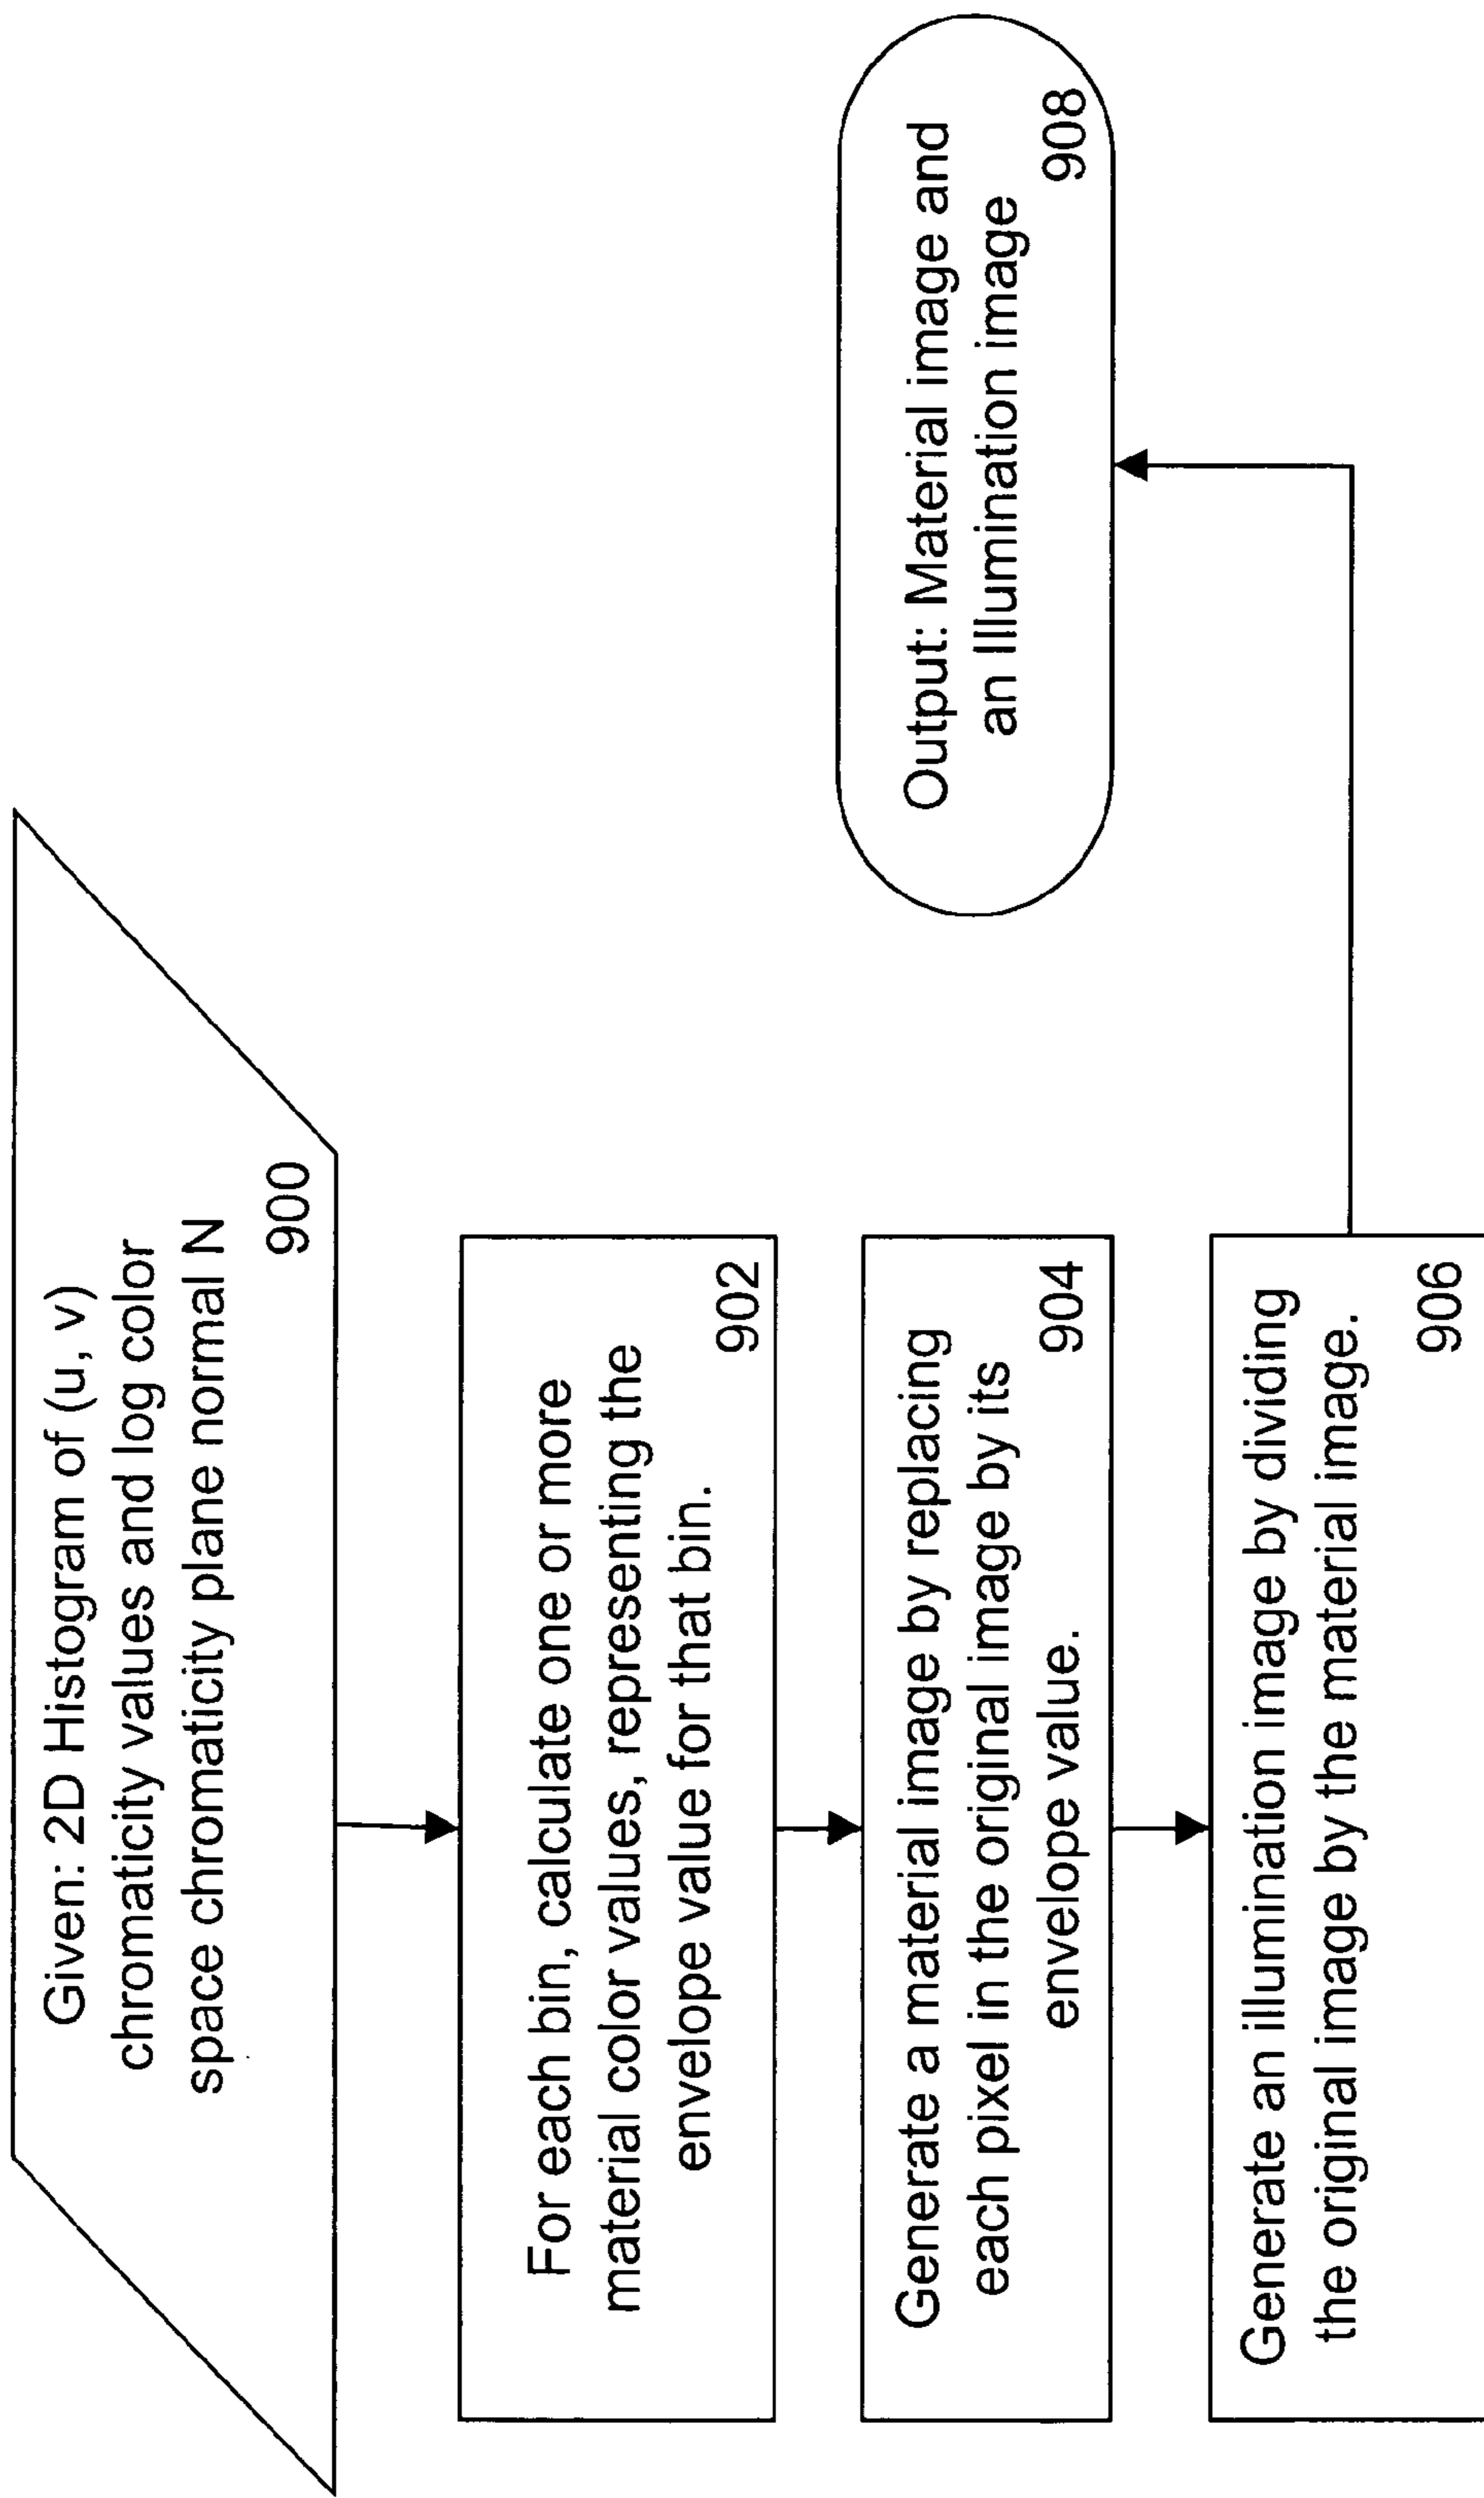 Given: 2D Histogram of (u, v)
chromaticity values and log color
space chromaticity plane normal N
900
For each bin, calculate one or more
material color values, representing the
envelope value for that bin.
902
Generate a material image by replacing
each pixel in the original image by its
envelope value.
904
Generate an illumination image by dividing
the original image by the material image.
906
Output: Material image and
an Illumination image
908